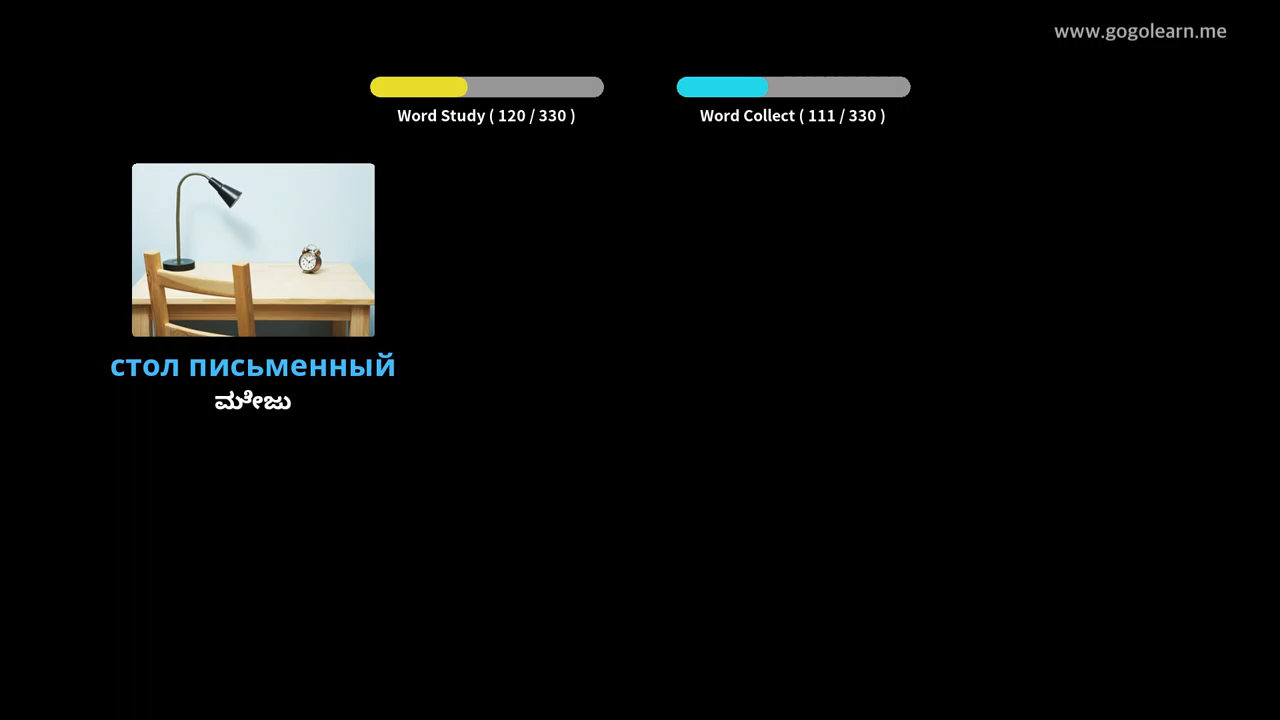 www.gogolearn.me
Word Study ( 120 / 330 )
Word Collect ( 111 / 330 )
стол письменный
ಮೇಜು